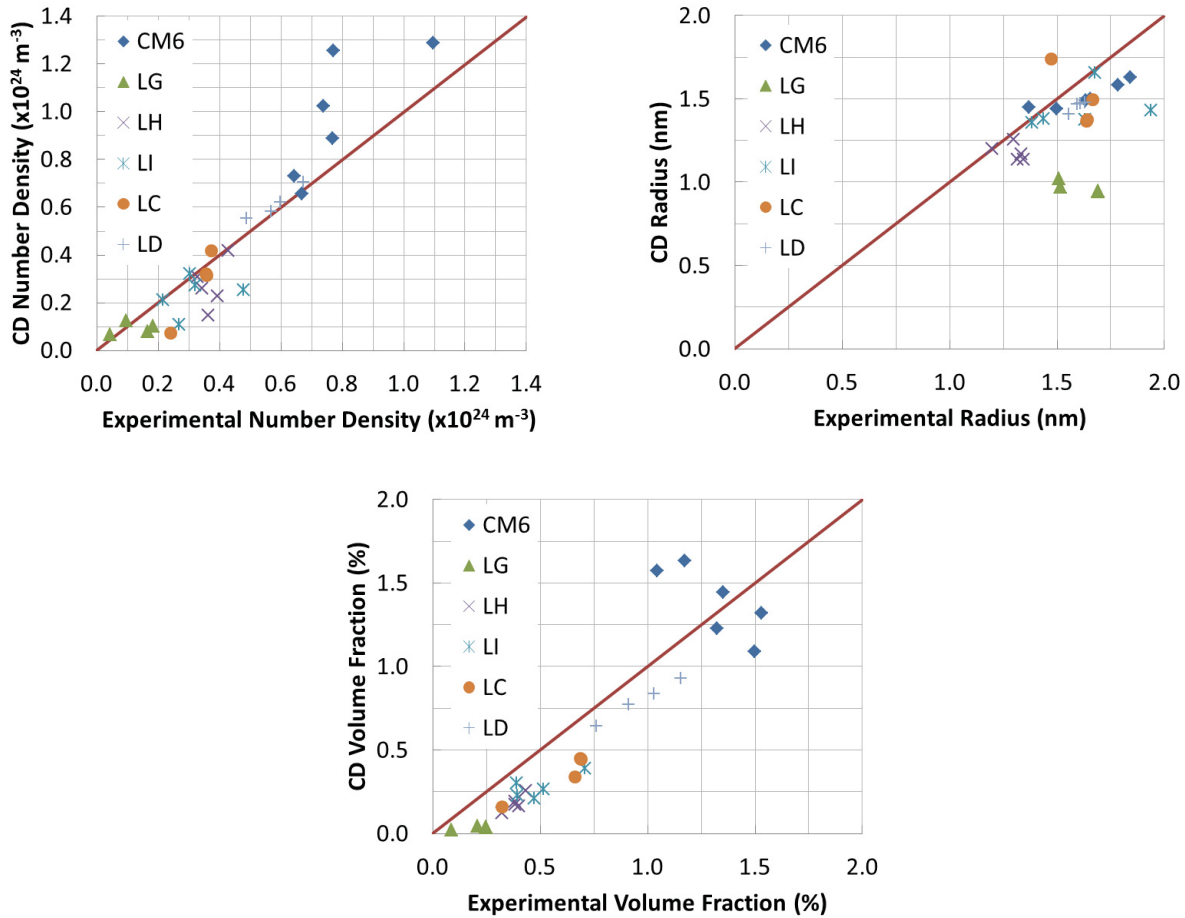 CD Number Density (x10²⁴ m⁻³)
1.4
1.2
1.0
0.8
0.6
0.4
0.2
0.0
CM6
LG
LH
LI
LC
LD
0.0 0.2 0.4 0.6 0.8 1.0 1.2 1.4
Experimental Number Density (x10²⁴ m⁻³)
CD Radius (nm)
2.0
1.5
1.0
0.5
0.0
CM6
LG
LH
LI
LC
LD
0.0 0.5 1.0 1.5 2.0
Experimental Radius (nm)
CD Volume Fraction (%)
2.0
1.5
1.0
0.5
0.0
CM6
LG
LH
LI
LC
LD
0.0 0.5 1.0 1.5 2.0
Experimental Volume Fraction (%)